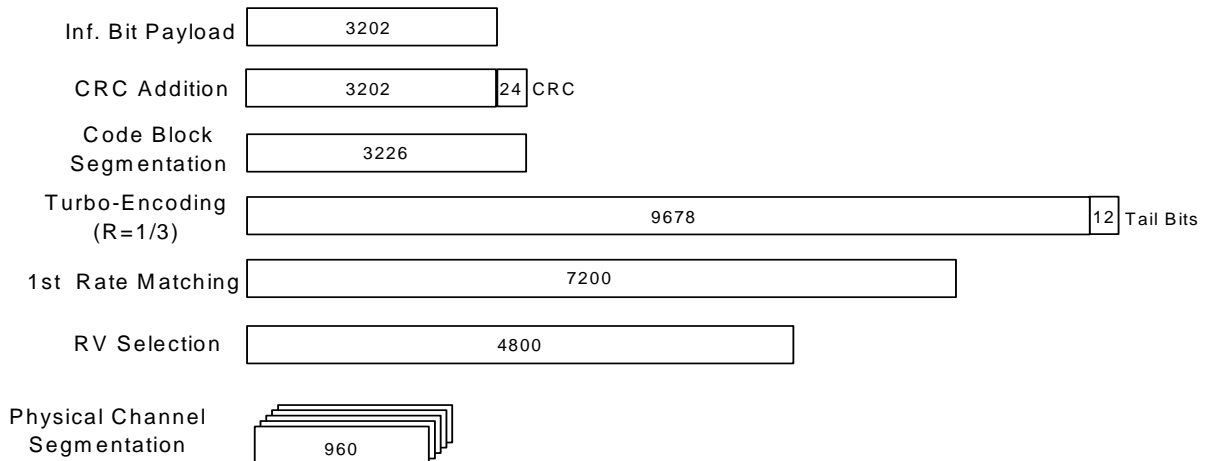 Inf. Bit Payload 3202
CRC Addition 3202 24 CRC
Code Block
Segmentation 3226
Turbo-Encoding
(R=1/3) 9678 12 Tail Bits
1st Rate Matching 7200
RV Selection 4800
Physical Channel
Segmentation 960